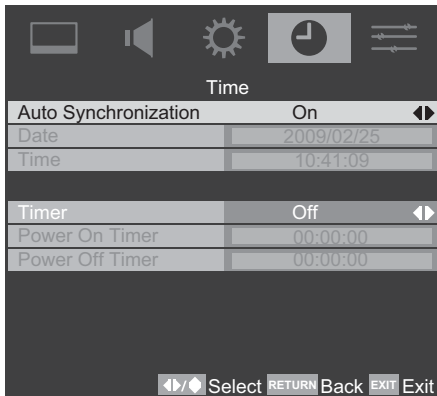 Time
Auto Synchronization On
Date 2009/02/25
Time 10:41:09
Timer Off
Power On Timer 00:00:00
Power Off Timer 00:00:00
Select RETURN Back EXIT Exit